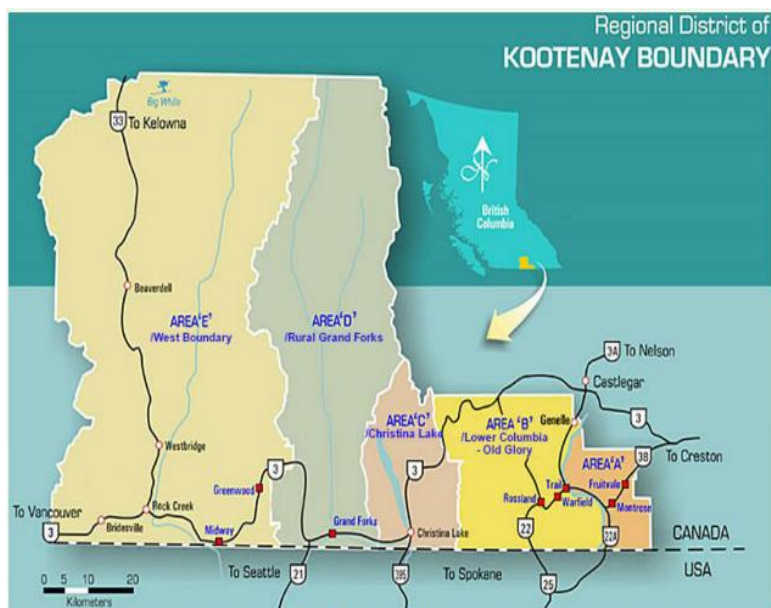 Regional District of
KOOTENAY BOUNDARY
Big White
33
To Kelowna
British
Columbia
Beaverdell
AREA'E'
/West Boundary
AREA'D'
/Rural Grand Forks
3A
To Nelson
Castlegar
AREA'C'
/Christina Lake
AREA 'B'
/Lower Columbia
- Old Glory
Genelle
3
To Creston
Westbridge
3
3
AREA'A'
3B
Greenwood
Trail
Fruitvale
Rossland
Warfield
Montrose
To Vancouver
3
Bridesville
Rock Creek
Midway
Grand Forks
Christina Lake
22
22A
CANADA
USA
0 5 10 20
Kilometers
To Seattle
21
395
To Spokane
25